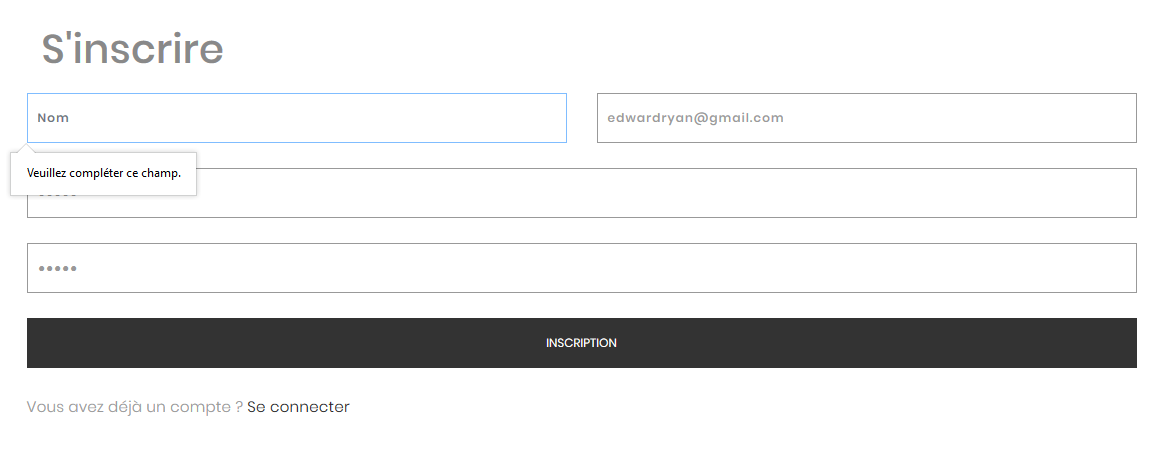 S'inscrire
Nom
edwardryan@gmail.com
Veuillez compléter ce champ.
•••••
INSCRIPTION
Vous avez déjà un compte ? Se connecter